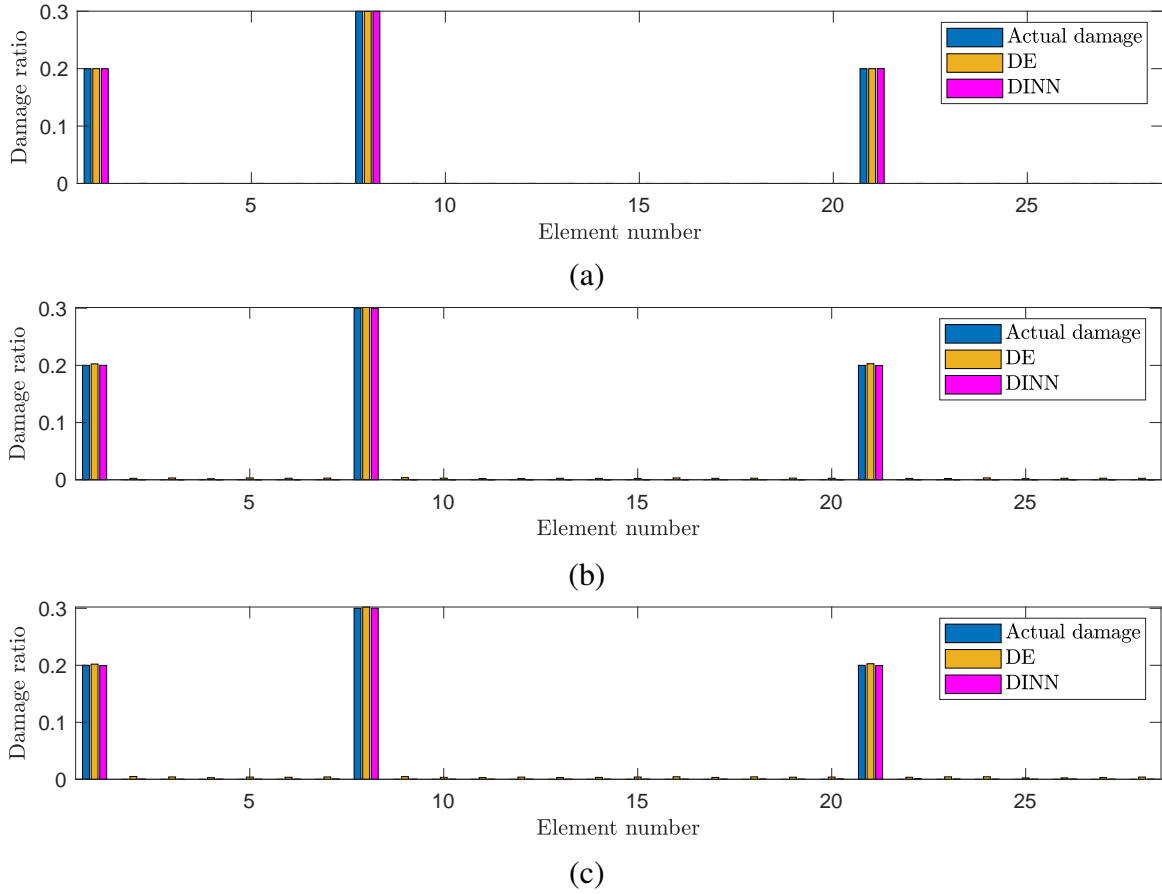 0.3
0.2
0.1
0
Damage ratio
Actual damage
DE
DINN
5 10 15 20 25
Element number
(a)
0.3
0.2
0.1
0
Damage ratio
Actual damage
DE
DINN
5 10 15 20 25
Element number
(b)
0.3
0.2
0.1
0
Damage ratio
Actual damage
DE
DINN
5 10 15 20 25
Element number
(c)